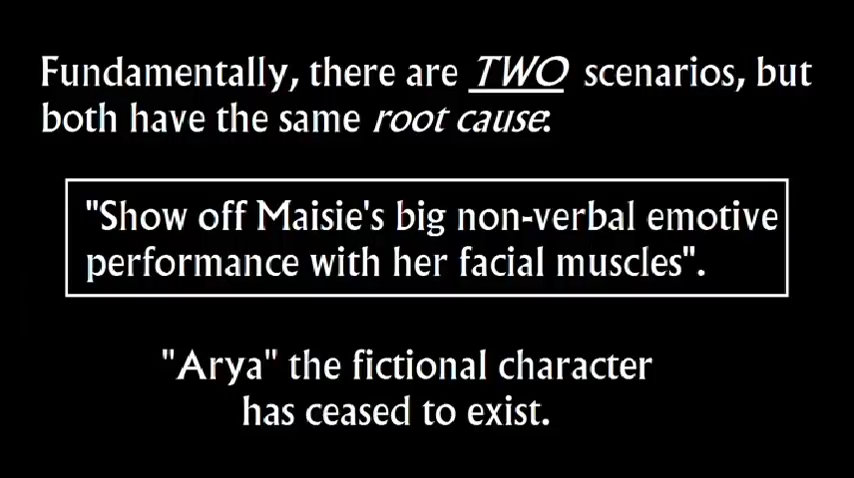 Fundamentally, there are TWO scenarios, but
both have the same root cause:
"Show off Maisie's big non-verbal emotive
performance with her facial muscles".
"Arya" the fictional character
has ceased to exist.